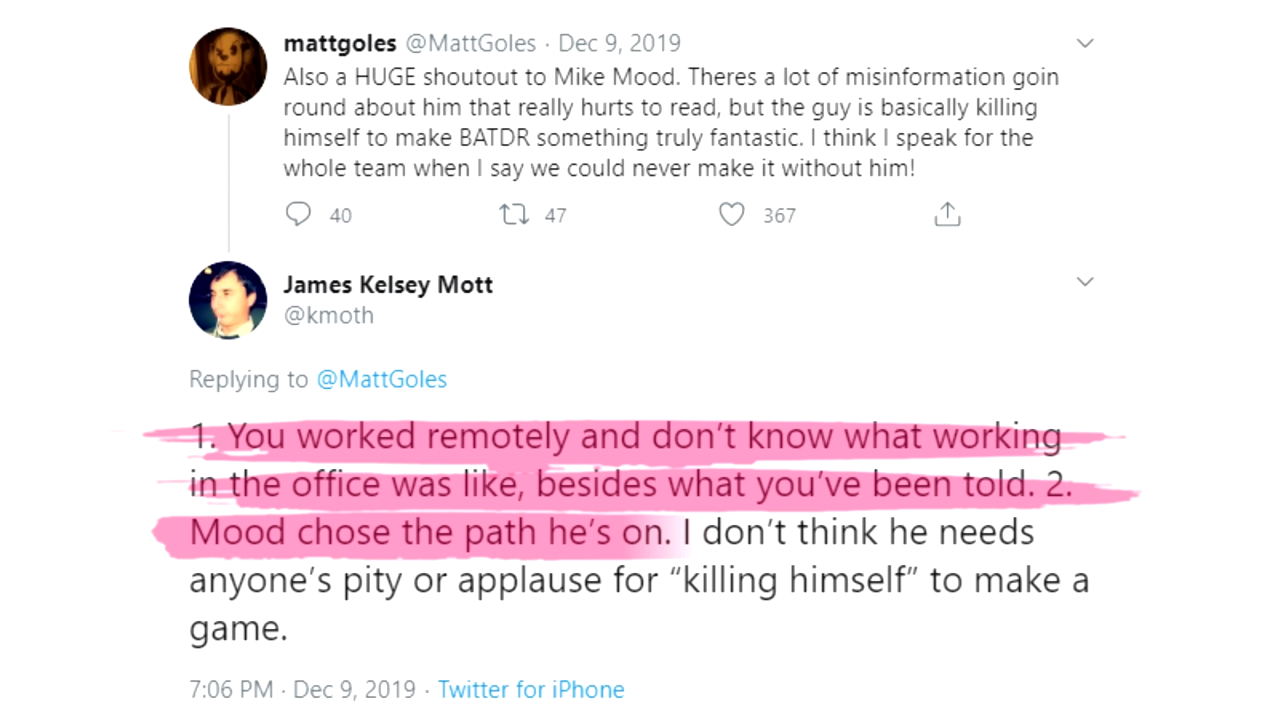 mattgoles @MattGoles · Dec 9, 2019
Also a HUGE shoutout to Mike Mood. Theres a lot of misinformation goin
round about him that really hurts to read, but the guy is basically killing
himself to make BATDR something truly fantastic. I think I speak for the
whole team when I say we could never make it without him!
40 47 367
James Kelsey Mott
@kmoth
Replying to @MattGoles
1. You worked remotely and don’t know what working
in the office was like, besides what you’ve been told. 2.
Mood chose the path he’s on. I don’t think he needs
anyone’s pity or applause for “killing himself” to make a
game.
7:06 PM · Dec 9, 2019 · Twitter for iPhone